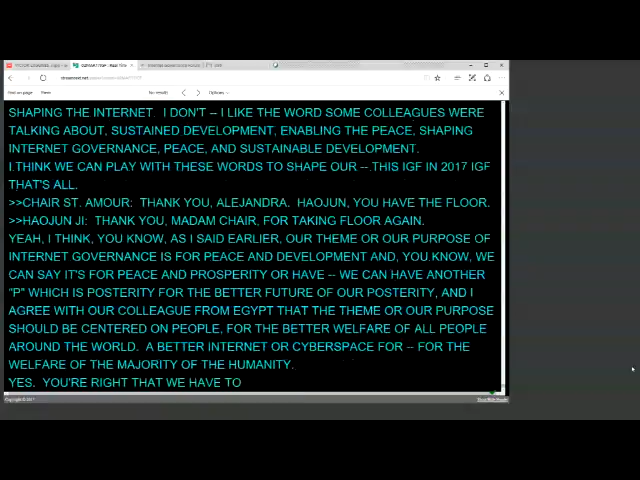 Find on page
No results
Options
SHAPING THE INTERNET.  I DON'T -- I LIKE THE WORD SOME COLLEAGUES WERE
TALKING ABOUT, SUSTAINED DEVELOPMENT, ENABLING THE PEACE, SHAPING
INTERNET GOVERNANCE, PEACE, AND SUSTAINABLE DEVELOPMENT.
I THINK WE CAN PLAY WITH THESE WORDS TO SHAPE OUR -- THIS IGF IN 2017 IGF
THAT'S ALL.
>>CHAIR ST. AMOUR:  THANK YOU, ALEJANDRA.  HAOJUN, YOU HAVE THE FLOOR.
>>HAOJUN JI:  THANK YOU, MADAM CHAIR, FOR TAKING FLOOR AGAIN.
YEAH, I THINK, YOU KNOW, AS I SAID EARLIER, OUR THEME OR OUR PURPOSE OF
INTERNET GOVERNANCE IS FOR PEACE AND DEVELOPMENT AND, YOU KNOW, WE
CAN SAY IT'S FOR PEACE AND PROSPERITY OR HAVE -- WE CAN HAVE ANOTHER
"P" WHICH IS POSTERITY FOR THE BETTER FUTURE OF OUR POSTERITY, AND I
AGREE WITH OUR COLLEAGUE FROM EGYPT THAT THE THEME OR OUR PURPOSE
SHOULD BE CENTERED ON PEOPLE, FOR THE BETTER WELFARE OF ALL PEOPLE
AROUND THE WORLD.  A BETTER INTERNET OR CYBERSPACE FOR -- FOR THE
WELFARE OF THE MAJORITY OF THE HUMANITY.
YES.  YOU'RE RIGHT THAT WE HAVE TO